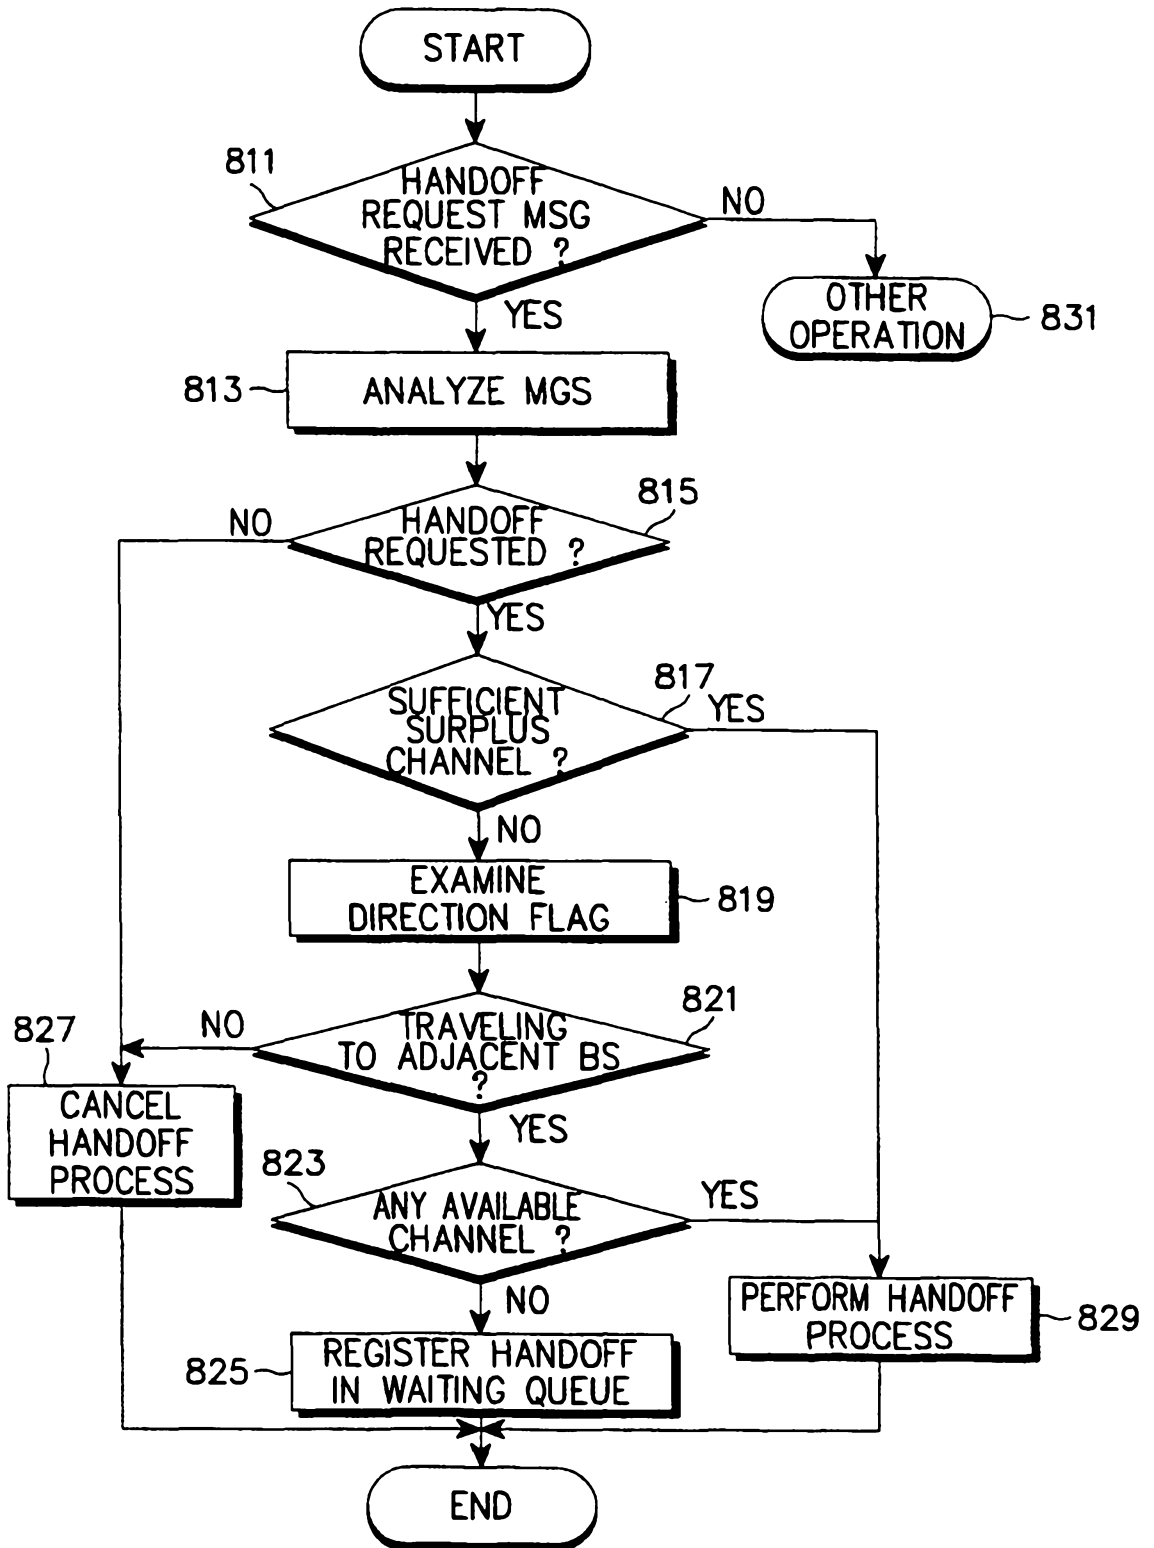 START
811
HANDOFF
REQUEST MSG
RECEIVED ?
NO
YES
OTHER
OPERATION
831
813
ANALYZE MGS
815
NO
HANDOFF
REQUESTED ?
YES
817
SUFFICIENT
SURPLUS
CHANNEL ?
YES
NO
EXAMINE
DIRECTION FLAG
819
821
827
NO
TRAVELING
TO ADJACENT BS
?
CANCEL
HANDOFF
PROCESS
YES
823
ANY AVAILABLE
CHANNEL ?
YES
NO
PERFORM HANDOFF
PROCESS
829
825
REGISTER HANDOFF
IN WAITING QUEUE
END